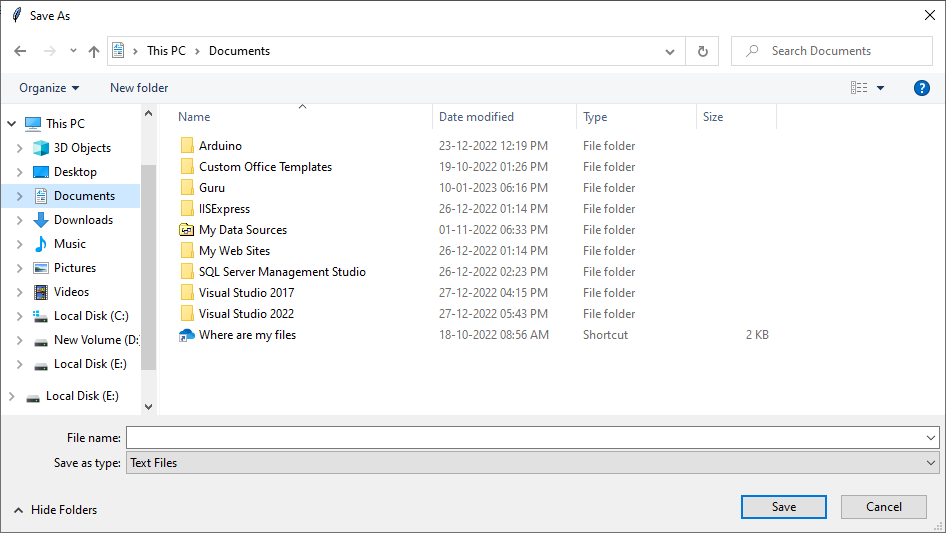 Save As
This PC > Documents
Search Documents
Organize New folder
?
Name Date modified Type Size
This PC
3D Objects
Desktop
Documents
Downloads
Music
Pictures
Videos
Local Disk (C:)
New Volume (D:
Local Disk (E:)
Local Disk (E:)
Arduino 23-12-2022 12:19 PM File folder
Custom Office Templates 19-10-2022 01:26 PM File folder
Guru 10-01-2023 06:16 PM File folder
IISExpress 26-12-2022 01:14 PM File folder
My Data Sources 01-11-2022 06:33 PM File folder
My Web Sites 26-12-2022 01:14 PM File folder
SQL Server Management Studio 26-12-2022 02:23 PM File folder
Visual Studio 2017 27-12-2022 04:15 PM File folder
Visual Studio 2022 27-12-2022 05:43 PM File folder
Where are my files 18-10-2022 08:56 AM Shortcut 2 KB
File name:
Save as type: Text Files
Hide Folders
Save Cancel